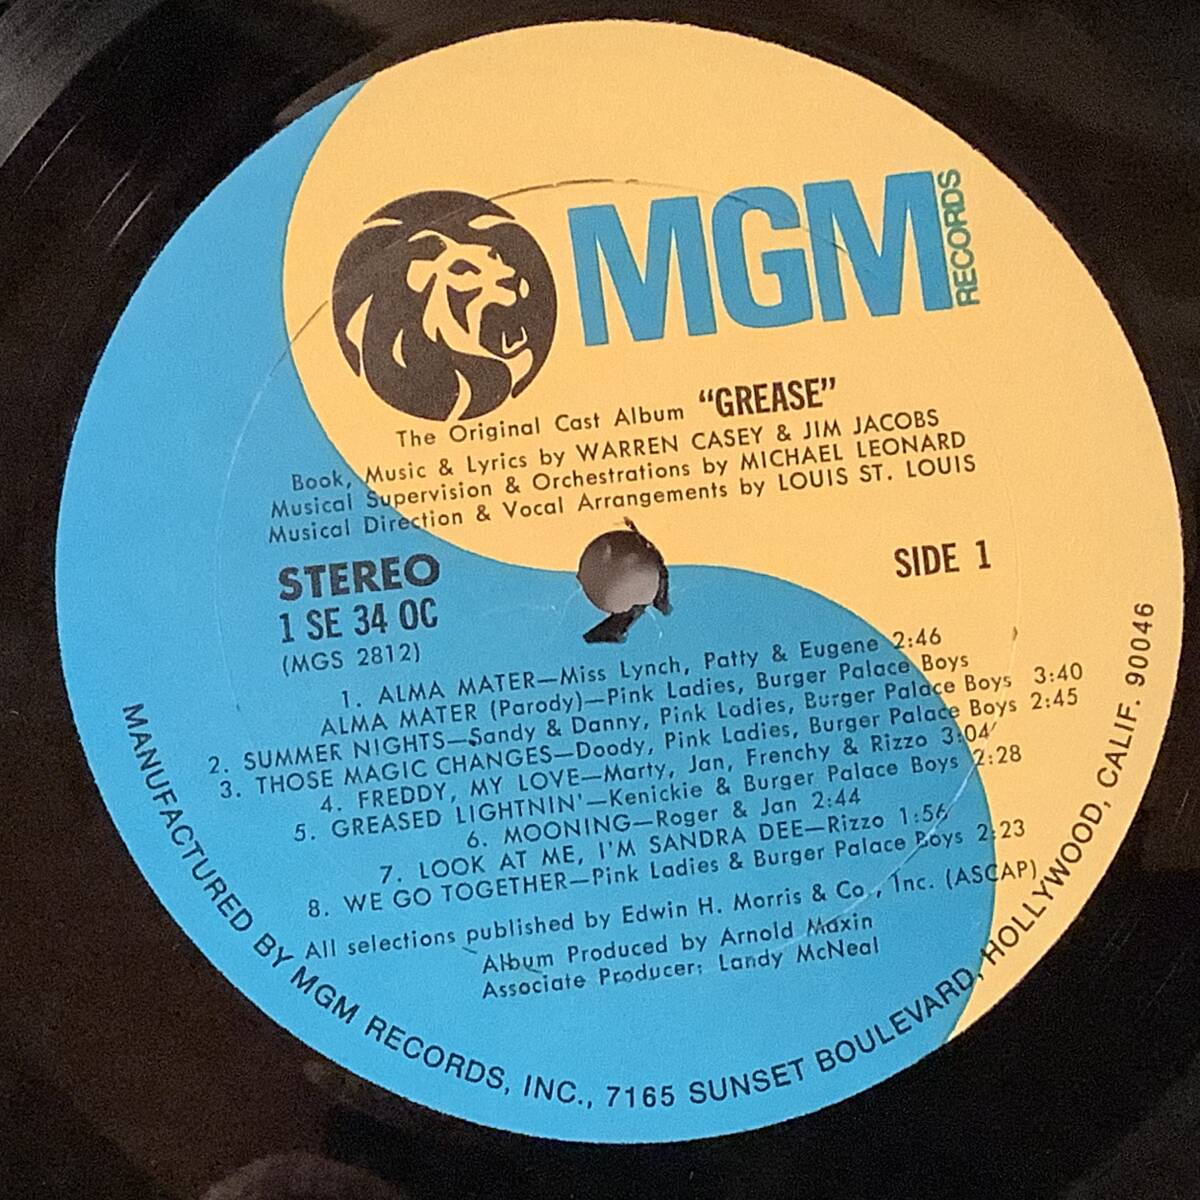 MGM RECORDS
The Original Cast Album "GREASE"
Book, Music & Lyrics by WARREN CASEY & JIM JACOBS
Musical Supervision & Orchestrations by MICHAEL LEONARD
Musical Direction & Vocal Arrangements by LOUIS ST. LOUIS
STEREO
SIDE 1
1 SE 34 OC
(MGS 2812)
1. ALMA MATER—Miss Lynch, Patty & Eugene 2:46
ALMA MATER (Parody)—Pink Ladies, Burger Palace Boys
2. SUMMER NIGHTS—Sandy & Danny, Pink Ladies, Burger Palace Boys 3:40
3. THOSE MAGIC CHANGES—Doody, Pink Ladies, Burger Palace Boys 2:45
4. FREDDY, MY LOVE—Marty, Jan, Frenchy & Rizzo 3:04
5. GREASED LIGHTNIN'—Kenickie & Burger Palace Boys 2:28
6. MOONING—Roger & Jan 2:44
7. LOOK AT ME, I'M SANDRA DEE—Rizzo 1:56
8. WE GO TOGETHER—Pink Ladies & Burger Palace Boys 2:23
All selections published by Edwin H. Morris & Co., Inc. (ASCAP)
Album Produced by Arnold Maxin
Associate Producer: Landy McNeal
MANUFACTURED BY MGM RECORDS, INC., 7165 SUNSET BOULEVARD, HOLLYWOOD, CALIF. 90046